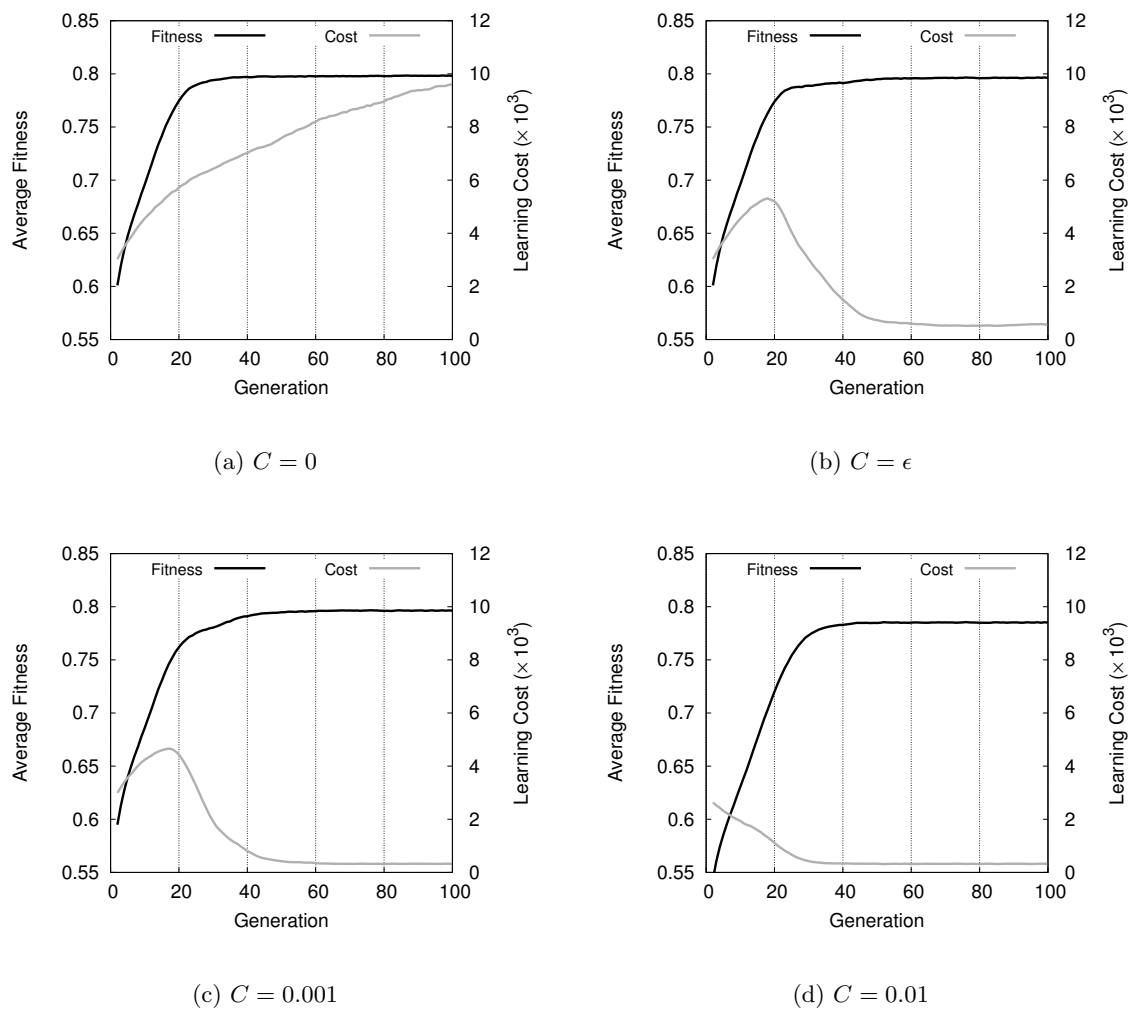 Fitness Cost
Average Fitness
0.85
0.8
0.75
0.7
0.65
0.6
0.55
Learning Cost (× 10³)
12
10
8
6
4
2
0
0 20 40 60 80 100
Generation
(a) C = 0
Fitness Cost
Average Fitness
0.85
0.8
0.75
0.7
0.65
0.6
0.55
Learning Cost (× 10³)
12
10
8
6
4
2
0
0 20 40 60 80 100
Generation
(b) C = ϵ
Fitness Cost
Average Fitness
0.85
0.8
0.75
0.7
0.65
0.6
0.55
Learning Cost (× 10³)
12
10
8
6
4
2
0
0 20 40 60 80 100
Generation
(c) C = 0.001
Fitness Cost
Average Fitness
0.85
0.8
0.75
0.7
0.65
0.6
0.55
Learning Cost (× 10³)
12
10
8
6
4
2
0
0 20 40 60 80 100
Generation
(d) C = 0.01